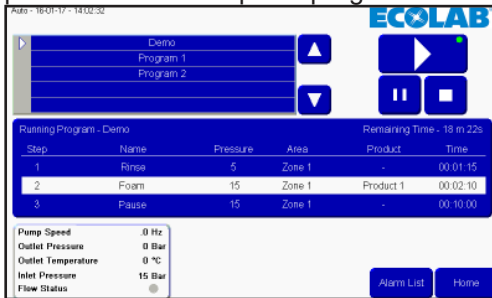 Auto - 16-01-17 - 14:02:32
ECOLAB
Demo
Program 1
Program 2
Running Program - Demo Remaining Time - 18 m 22s
Step Name Pressure Area Product Time
1 Rinse 5 Zone 1 - 00:01:15
2 Foam 15 Zone 1 Product 1 00:02:10
3 Pause 15 Zone 1 - 00:10:00
Pump Speed .0 Hz
Outlet Pressure 0 Bar
Outlet Temperature 0 °C
Inlet Pressure 15 Bar
Flow Status
Alarm List Home